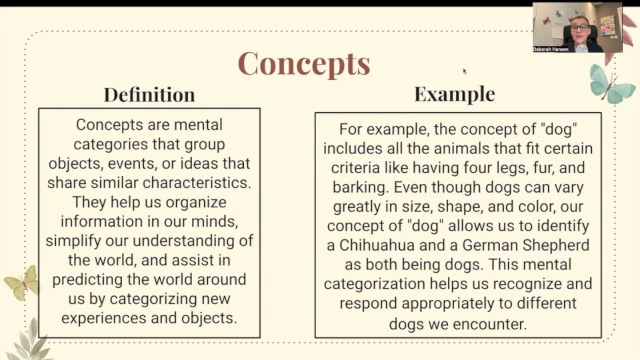 Deborah Hansen
Concepts
Definition
Concepts are mental
categories that group
objects, events, or ideas that
share similar characteristics.
They help us organize
information in our minds,
simplify our understanding of
the world, and assist in
predicting the world around
us by categorizing new
experiences and objects.
Example
For example, the concept of "dog"
includes all the animals that fit certain
criteria like having four legs, fur, and
barking. Even though dogs can vary
greatly in size, shape, and color, our
concept of "dog" allows us to identify
a Chihuahua and a German Shepherd
as both being dogs. This mental
categorization helps us recognize and
respond appropriately to different
dogs we encounter.